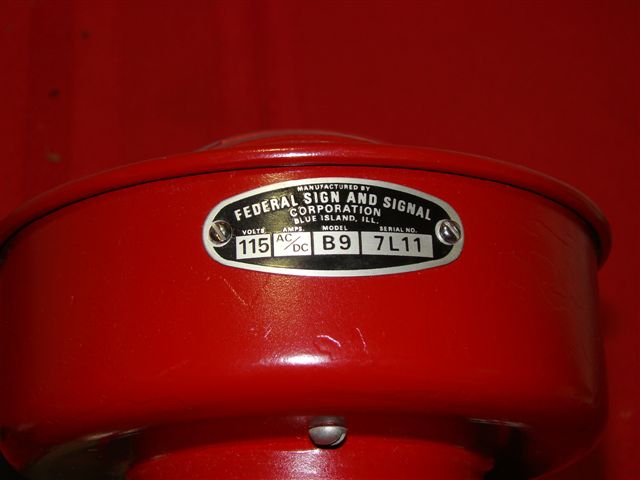 MANUFACTURED BY
FEDERAL SIGN AND SIGNAL
CORPORATION
BLUE ISLAND, ILL.
VOLTS AMPS. MODEL SERIAL NO.
115 AC/DC B9 7L11